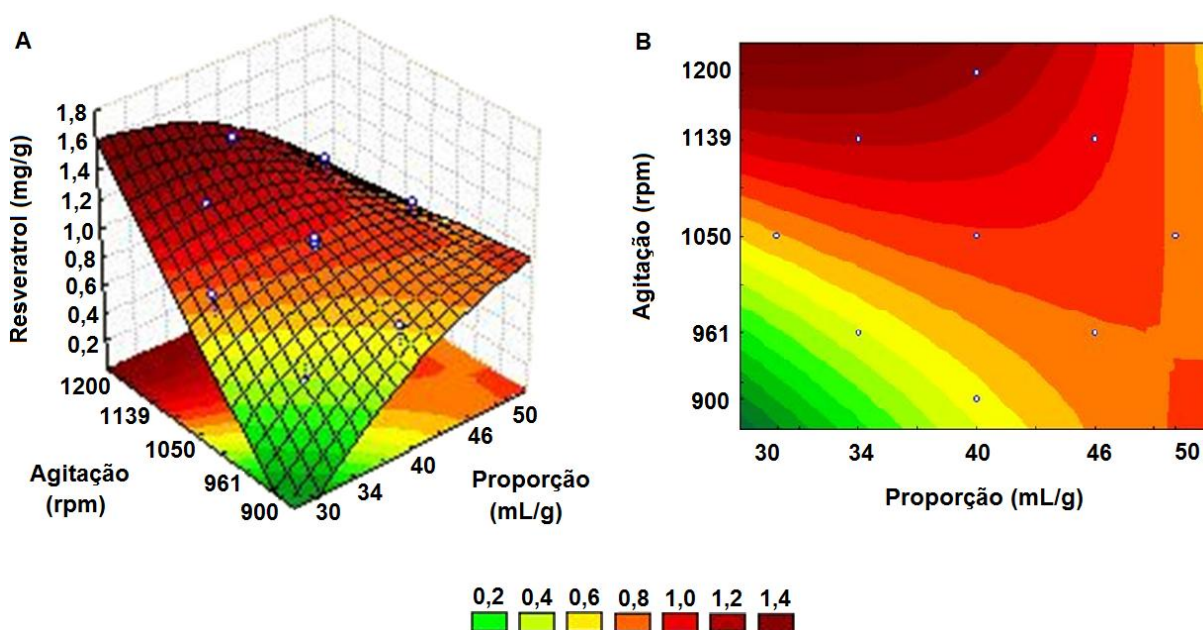 A
Resveratrol (mg/g)
1,8
1,6
1,4
1,2
1,0
0,8
0,6
0,4
0,2
1200
1139
1050
961
900
Agitação
(rpm)
30
34
40
46
50
Proporção
(mL/g)
B
Agitação (rpm)
1200
1139
1050
961
900
30 34 40 46 50
Proporção (mL/g)
0,2 0,4 0,6 0,8 1,0 1,2 1,4